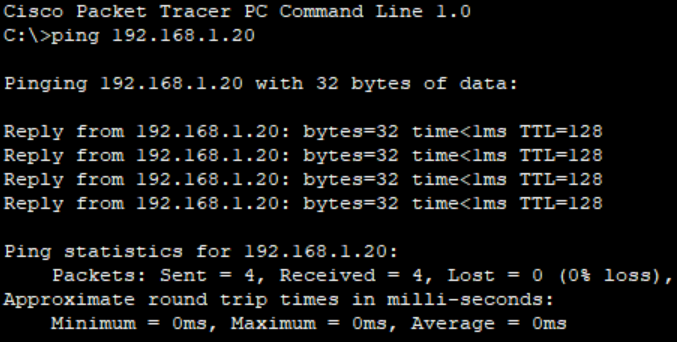 Cisco Packet Tracer PC Command Line 1.0
C:\>ping 192.168.1.20
Pinging 192.168.1.20 with 32 bytes of data:
Reply from 192.168.1.20: bytes=32 time<1ms TTL=128
Reply from 192.168.1.20: bytes=32 time<1ms TTL=128
Reply from 192.168.1.20: bytes=32 time<1ms TTL=128
Reply from 192.168.1.20: bytes=32 time<1ms TTL=128
Ping statistics for 192.168.1.20:
    Packets: Sent = 4, Received = 4, Lost = 0 (0% loss),
Approximate round trip times in milli-seconds:
    Minimum = 0ms, Maximum = 0ms, Average = 0ms